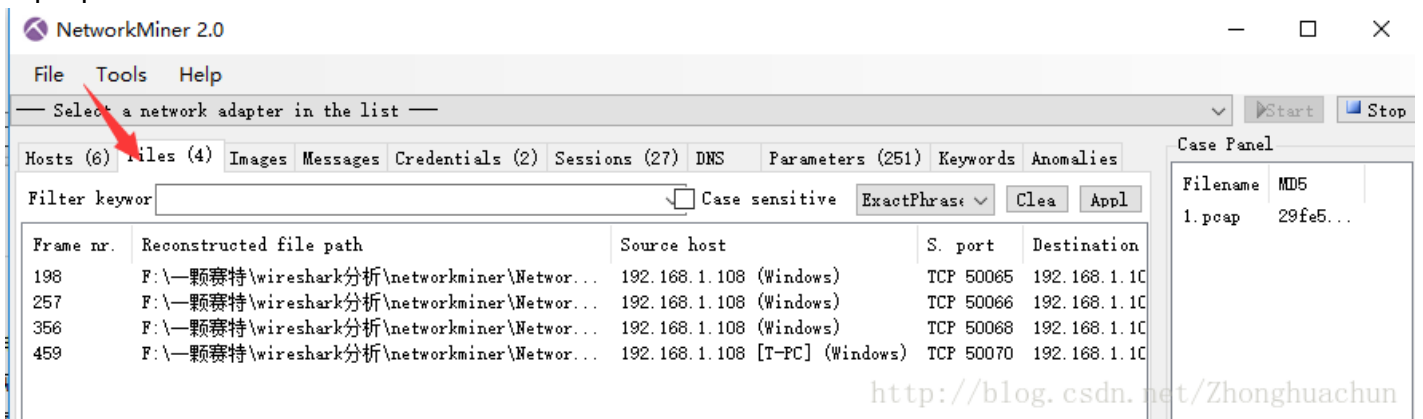 NetworkMiner 2.0
File Tools Help
— Select a network adapter in the list —
Start Stop
Hosts (6) Files (4) Images Messages Credentials (2) Sessions (27) DNS Parameters (251) Keywords Anomalies
Filter keywor Case sensitive ExactPhrase Clea Appl
Frame nr. Reconstructed file path Source host S. port Destination
198 F:\一颗赛特\wireshark分析\networkminer\Networ... 192.168.1.108 (Windows) TCP 50065 192.168.1.10
257 F:\一颗赛特\wireshark分析\networkminer\Networ... 192.168.1.108 (Windows) TCP 50066 192.168.1.10
356 F:\一颗赛特\wireshark分析\networkminer\Networ... 192.168.1.108 (Windows) TCP 50068 192.168.1.10
459 F:\一颗赛特\wireshark分析\networkminer\Networ... 192.168.1.108 [T-PC] (Windows) TCP 50070 192.168.1.10
Case Panel
Filename MD5
1.pcap 29fe5...
http://blog.csdn.net/Zhonghuachun